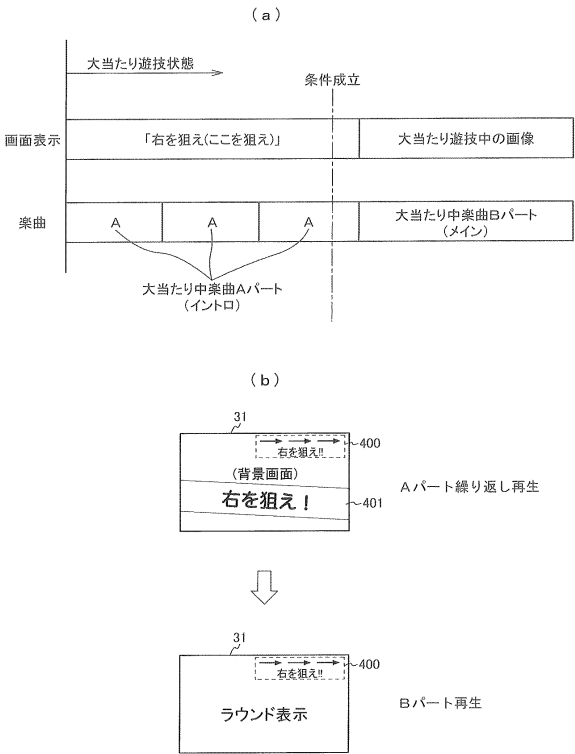 (a)
大当たり遊技状態
条件成立
画面表示
「右を狙え(ここを狙え)」
大当たり遊技中の画像
楽曲
A
A
A
大当たり中楽曲Bパート
(メイン)
大当たり中楽曲Aパート
(イントロ)
(b)
31
右を狙え!!
400
(背景画面)
右を狙え!
401
Aパート繰り返し再生
31
右を狙え!!
400
ラウンド表示
Bパート再生